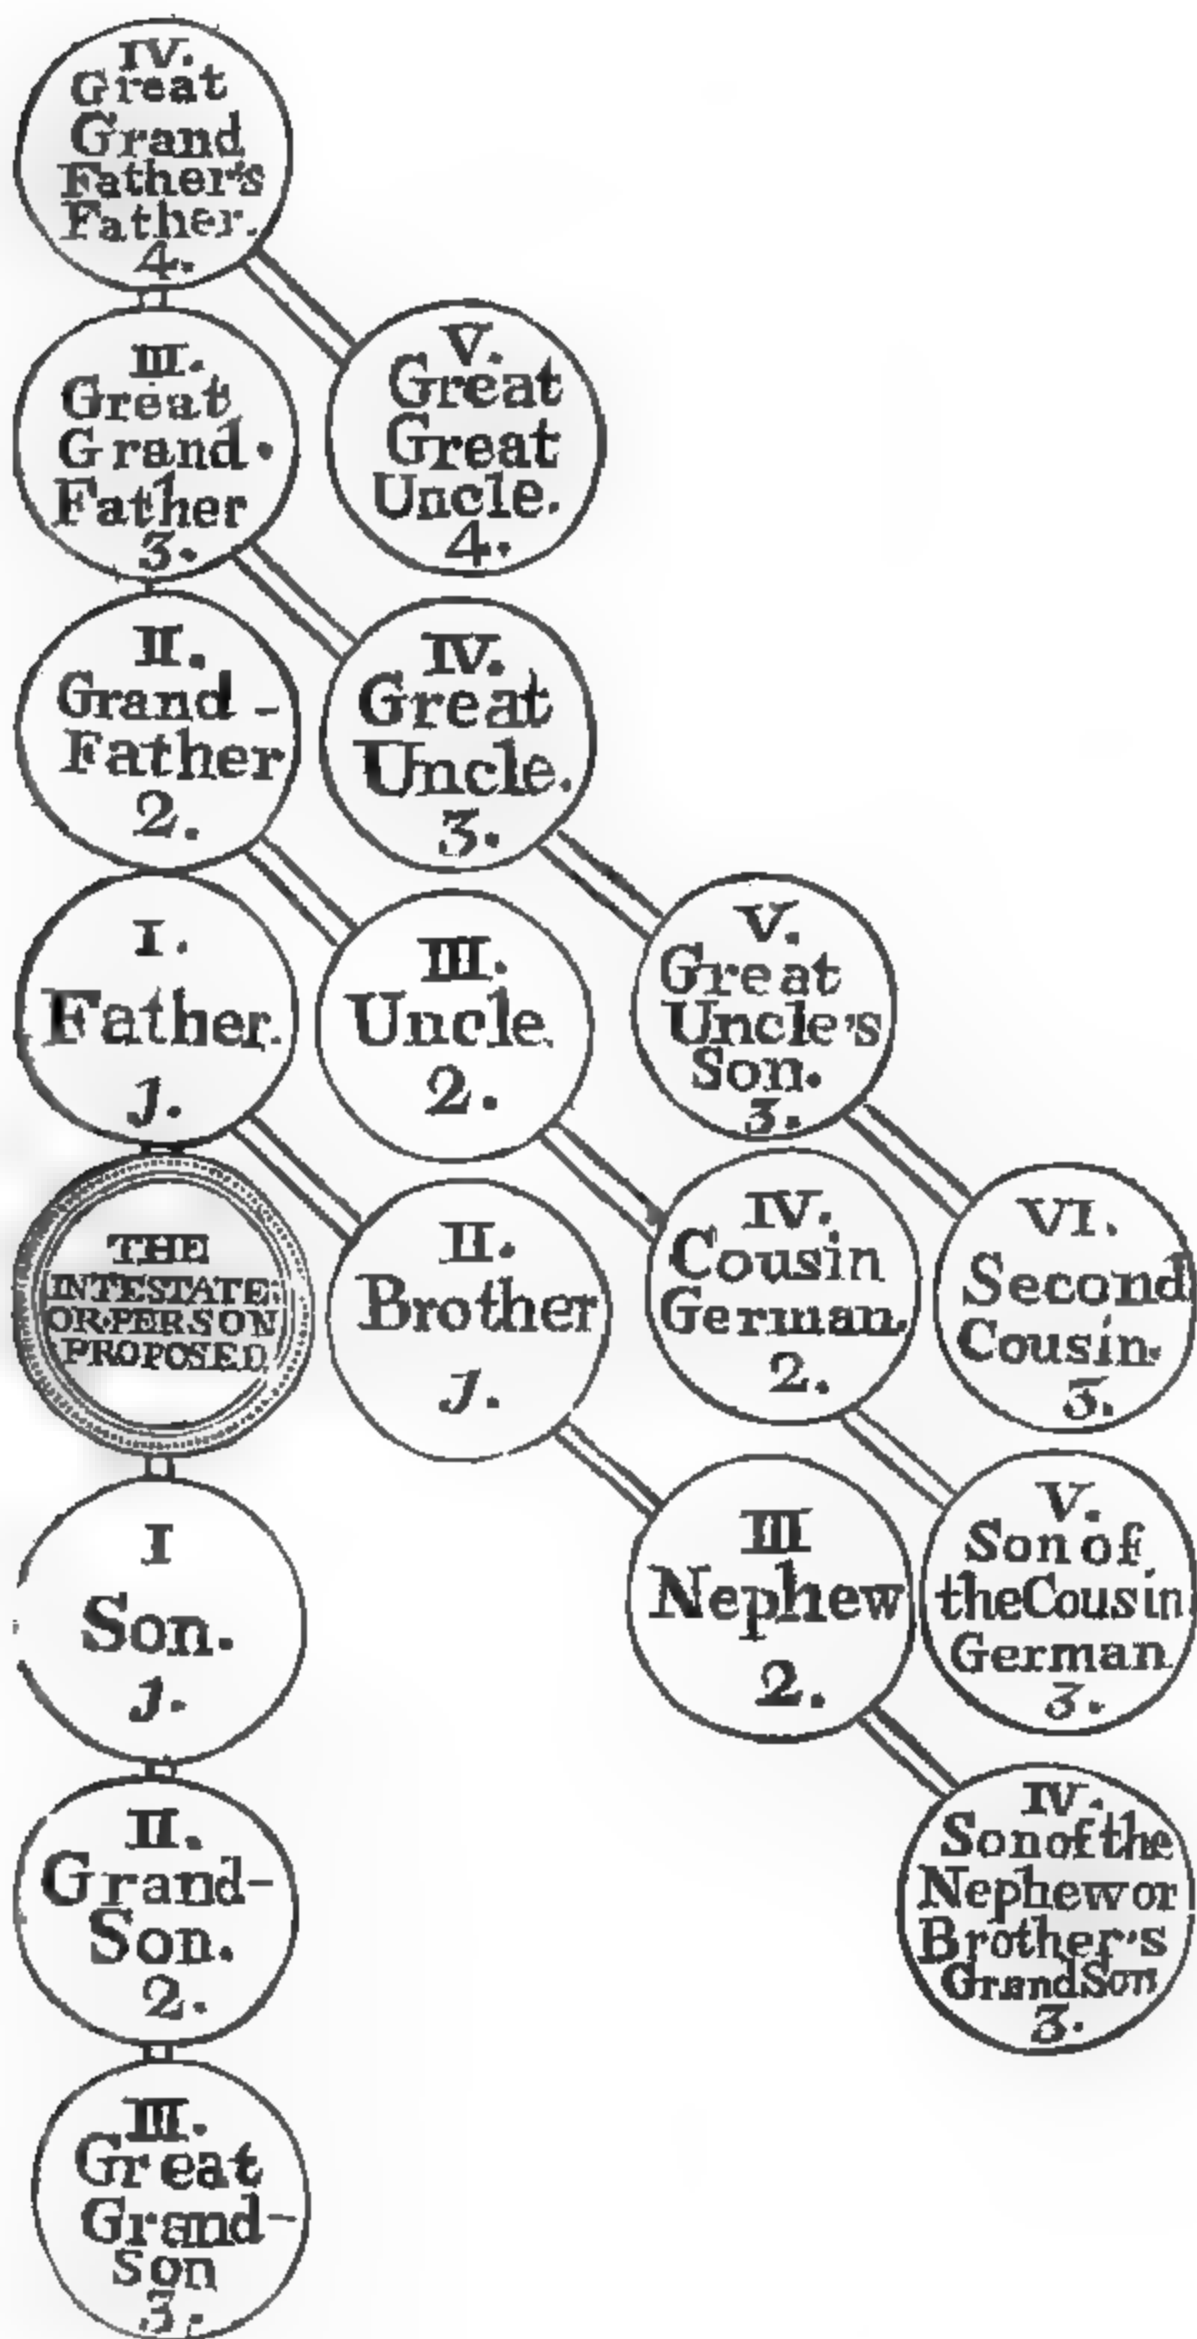 IV.
Great
Grand
Father's
Father.
4.
V.
Great
Great
Uncle.
4.
III.
Great
Grand
Father
3.
IV.
Great
Uncle.
3.
II.
Grand-
Father
2.
V.
Great
Uncle's
Son.
3.
I.
Father.
1.
III.
Uncle.
2.
VI.
Second
Cousin.
3.
IV.
Cousin
German.
2.
II.
Brother
1.
THE
INTESTATE
OR PERSON
PROPOSED
I
Son.
1.
III
Nephew
2.
V.
Son of
the Cousin
German
3.
II.
Grand-
Son.
2.
IV.
Son of the
Nephew or
Brother's
Grand Son
3.
III.
Great
Grand-
Son
3.